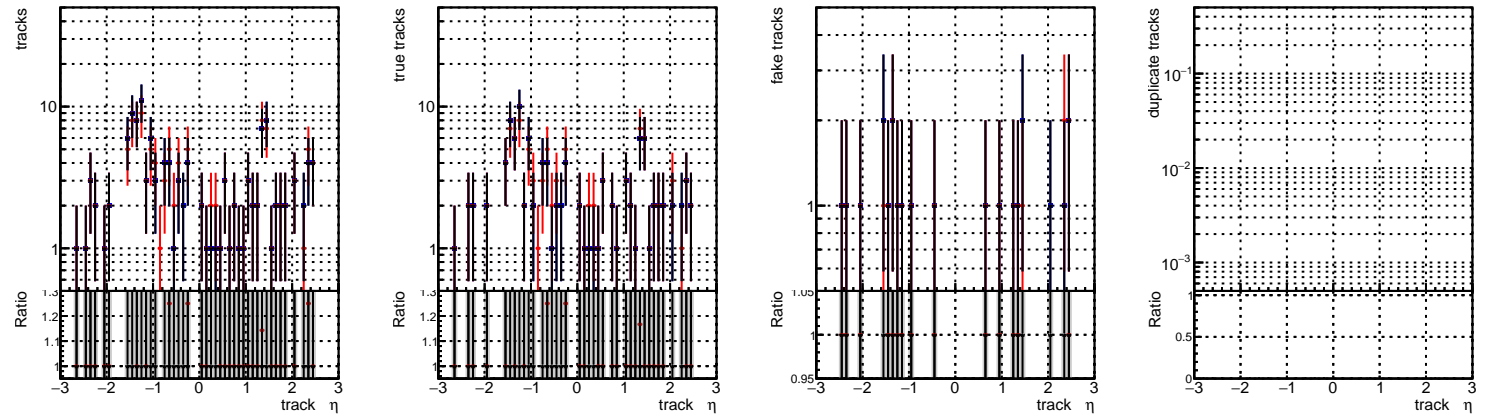 tracks
10
1
Ratio
1.3
1.2
1.1
1
−3 −2 −1 0 1 2 3
track η
true tracks
10
1
Ratio
1.3
1.2
1.1
1
−3 −2 −1 0 1 2 3
track η
fake tracks
1
Ratio
1.05
1
0.95
−3 −2 −1 0 1 2 3
track η
duplicate tracks
10⁻¹
10⁻²
10⁻³
Ratio
1
0.5
0
−3 −2 −1 0 1 2 3
track η